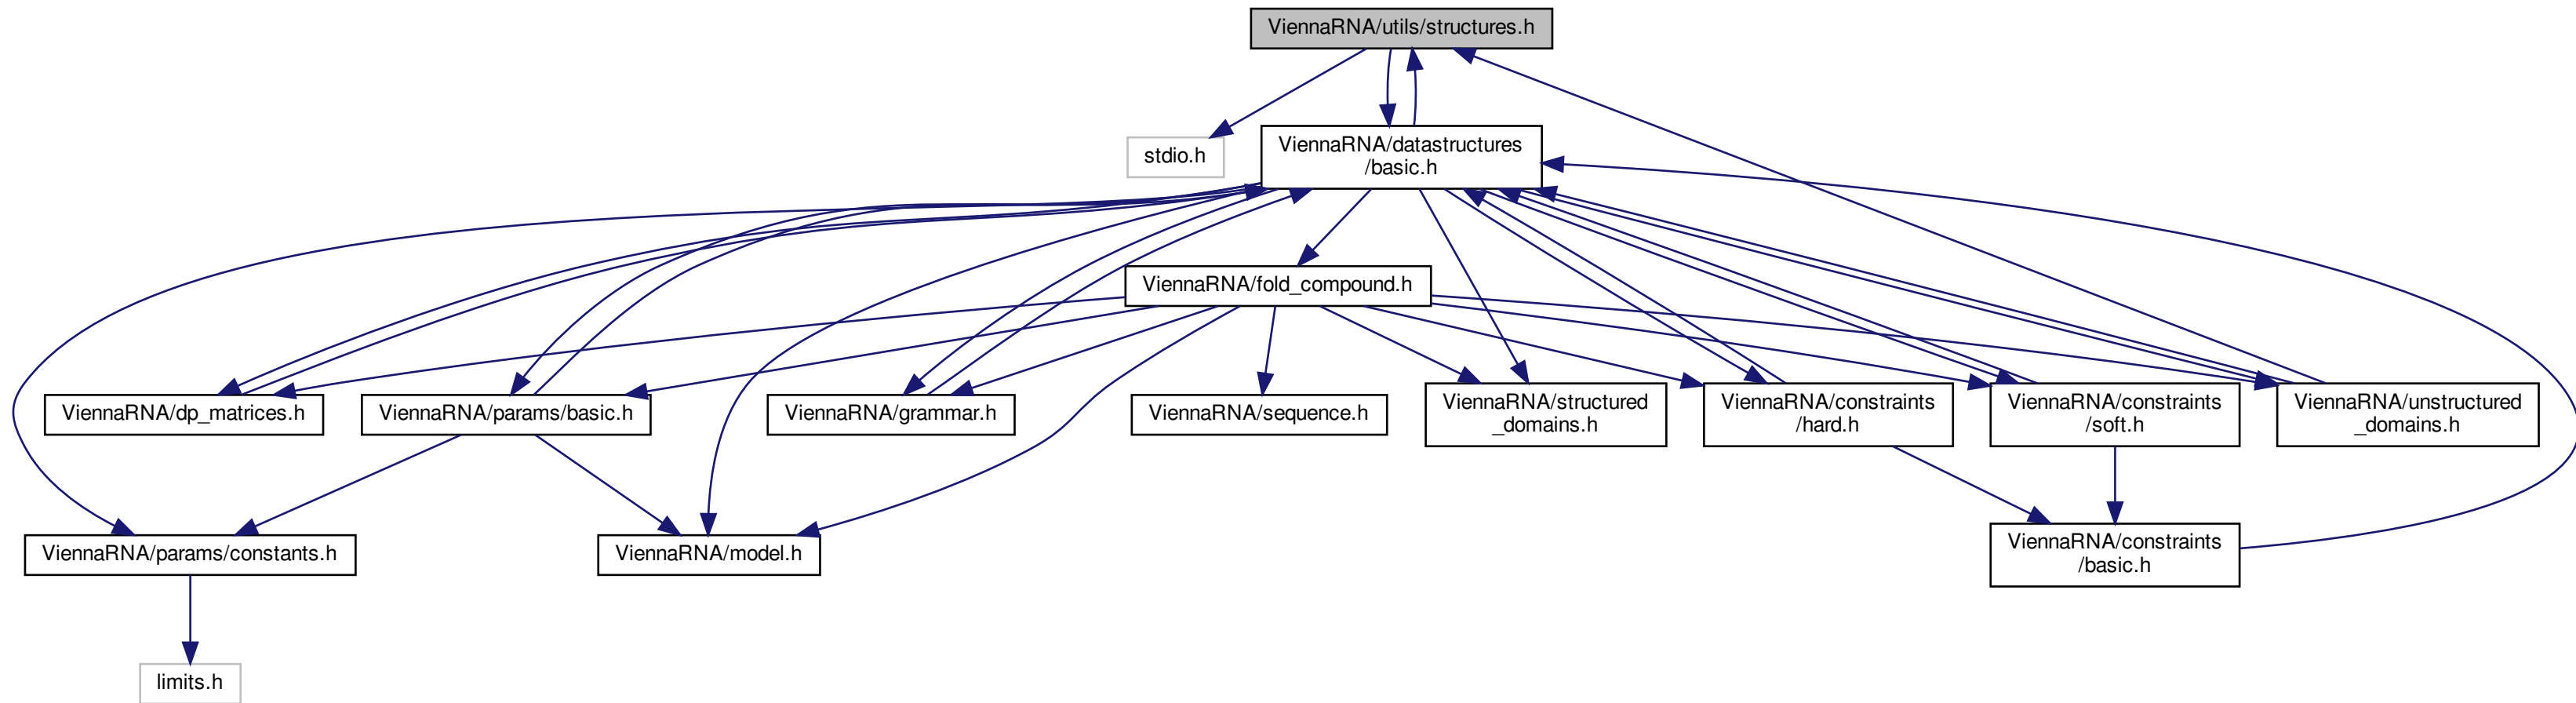 ViennaRNA/utils/structures.h
stdio.h
ViennaRNA/datastructures
/basic.h
ViennaRNA/fold_compound.h
ViennaRNA/dp_matrices.h
ViennaRNA/params/basic.h
ViennaRNA/grammar.h
ViennaRNA/sequence.h
ViennaRNA/structured
_domains.h
ViennaRNA/constraints
/hard.h
ViennaRNA/constraints
/soft.h
ViennaRNA/unstructured
_domains.h
ViennaRNA/params/constants.h
ViennaRNA/model.h
ViennaRNA/constraints
/basic.h
limits.h